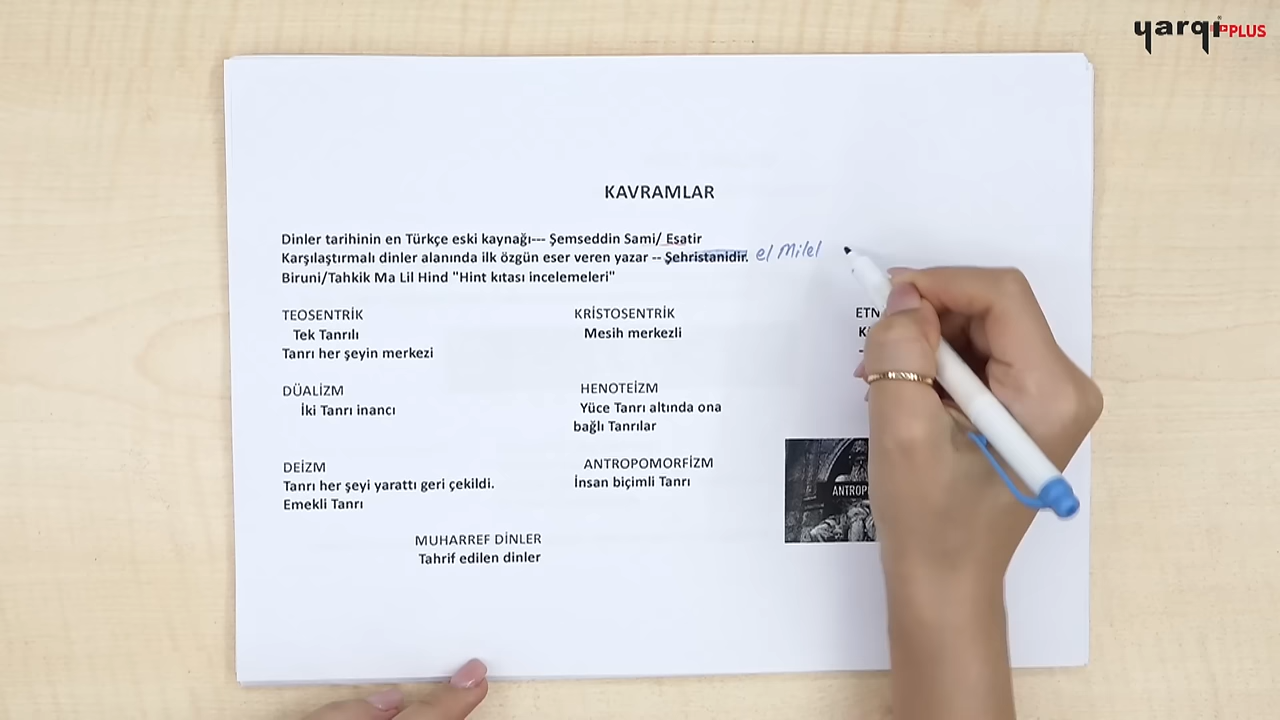 yarqi PLUS
KAVRAMLAR
Dinler tarihinin en Türkçe eski kaynağı--- Şemseddin Sami/ Esatir
Karşılaştırmalı dinler alanında ilk özgün eser veren yazar -- Şehristanidir. el Milel
Biruni/Tahkik Ma Lil Hind "Hint kıtası incelemeleri"
TEOSENTRİK
Tek Tanrılı
Tanrı her şeyin merkezi
KRİSTOSENTRİK
Mesih merkezli
ETN
DÜALİZM
İki Tanrı inancı
HENOTEİZM
Yüce Tanrı altında ona
bağlı Tanrılar
DEİZM
Tanrı her şeyi yarattı geri çekildi.
Emekli Tanrı
ANTROPOMORFİZM
İnsan biçimli Tanrı
ANTROP
MUHARREF DİNLER
Tahrif edilen dinler